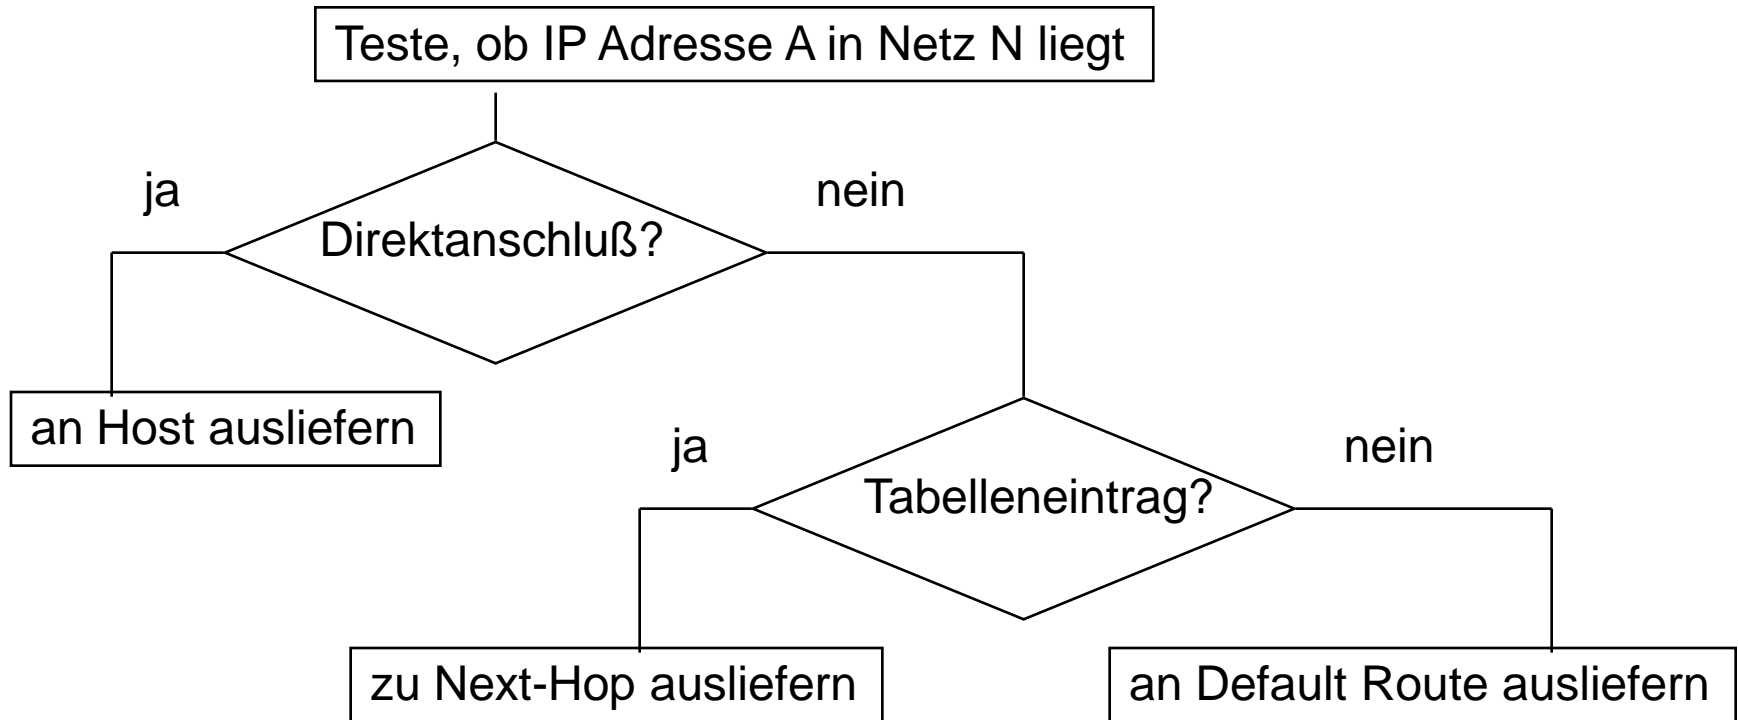 Teste, ob IP Adresse A in Netz N liegt
ja
nein
Direktanschluß?
an Host ausliefern
ja
nein
Tabelleneintrag?
zu Next-Hop ausliefern
an Default Route ausliefern